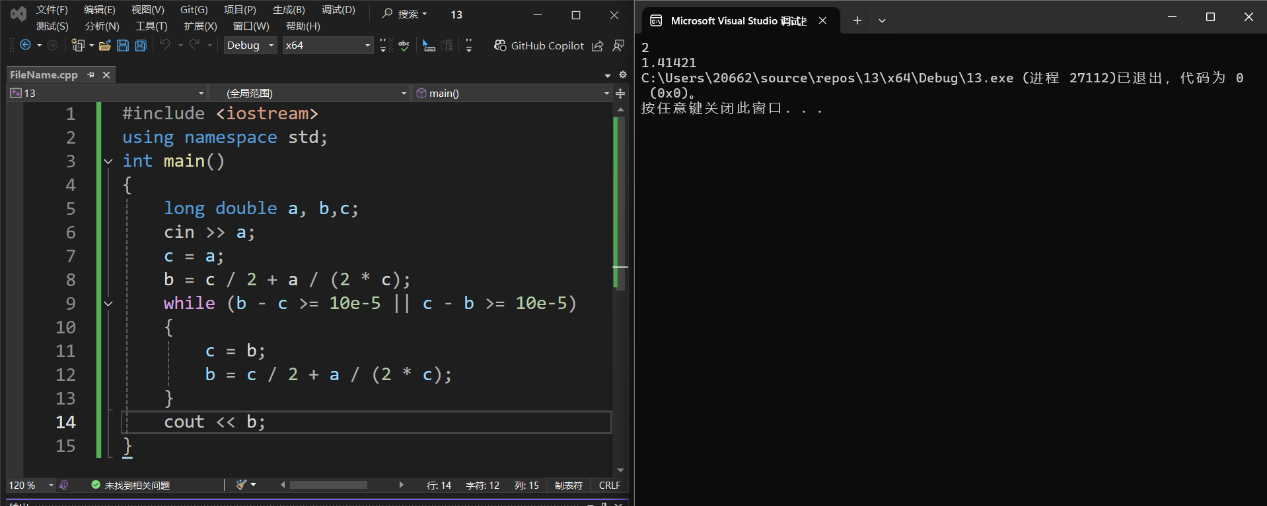 文件(F) 编辑(E) 视图(V) Git(G) 项目(P) 生成(B) 调试(D) 搜索 13
测试(S) 分析(N) 工具(T) 扩展(X) 窗口(W) 帮助(H)
Debug x64 GitHub Copilot
FileName.cpp
13 (全局范围) main()
1 #include <iostream>
2 using namespace std;
3 int main()
4 {
5 long double a, b,c;
6 cin >> a;
7 c = a;
8 b = c / 2 + a / (2 * c);
9 while (b - c >= 10e-5 || c - b >= 10e-5)
10 {
11 c = b;
12 b = c / 2 + a / (2 * c);
13 }
14 cout << b;
15 }
120 % 未找到相关问题 行: 14 字符: 12 列: 15 制表符 CRLF
Microsoft Visual Studio 调试
2
1.41421
C:\Users\20662\source\repos\13\x64\Debug\13.exe (进程 27112)已退出，代码为 0
(0x0)。
按任意键关闭此窗口. . .